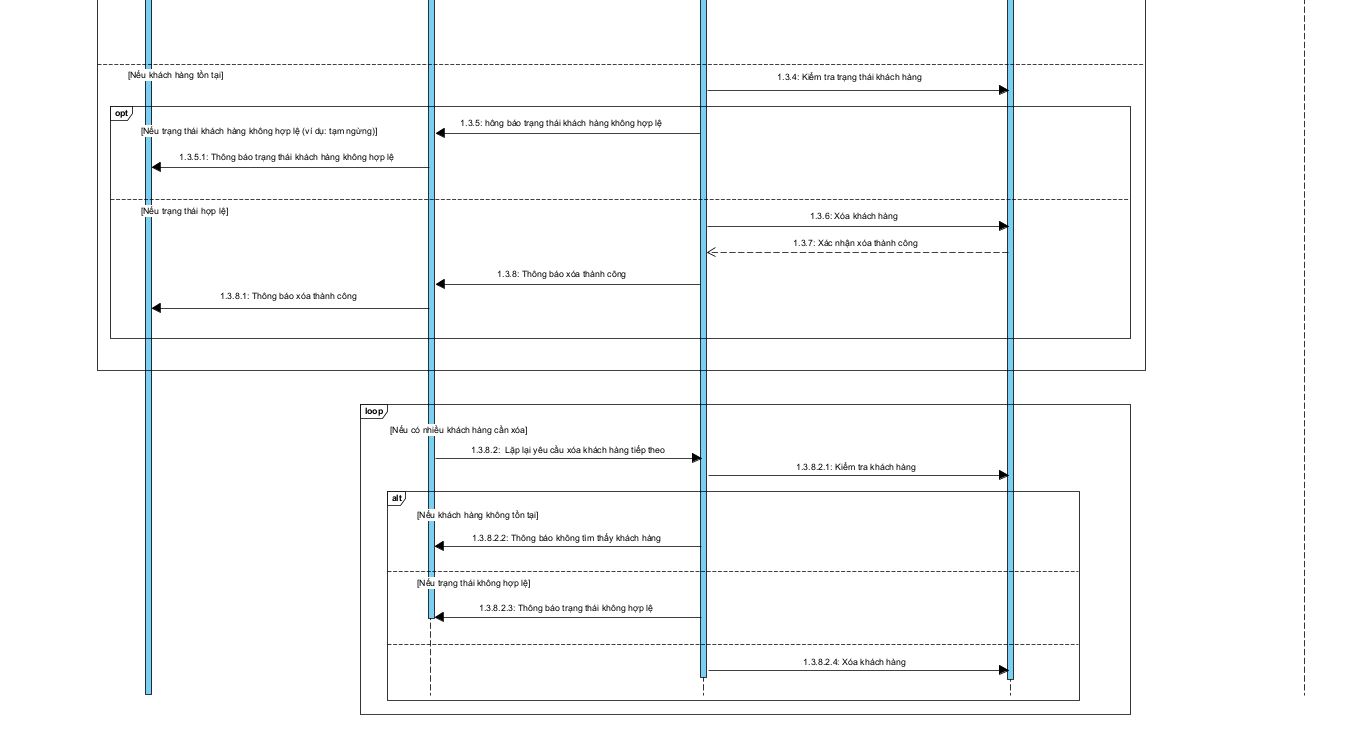 [Nếu khách hàng tồn tại]
1.3.4: Kiểm tra trạng thái khách hàng
opt
1.3.5: hông báo trạng thái khách hàng không hợp lệ
[Nếu trạng thái khách hàng không hợp lệ (ví dụ: tạm ngừng)]
1.3.5.1: Thông báo trạng thái khách hàng không hợp lệ
[Nếu trạng thái hợp lệ]
1.3.6: Xóa khách hàng
1.3.7: Xác nhận xóa thành công
1.3.8: Thông báo xóa thành công
1.3.8.1: Thông báo xóa thành công
loop
[Nếu có nhiều khách hàng cần xóa]
1.3.8.2: Lặp lại yêu cầu xóa khách hàng tiếp theo
1.3.8.2.1: Kiểm tra khách hàng
alt
[Nếu khách hàng không tồn tại]
1.3.8.2.2: Thông báo không tìm thấy khách hàng
[Nếu trạng thái không hợp lệ]
1.3.8.2.3: Thông báo trạng thái không hợp lệ
1.3.8.2.4: Xóa khách hàng